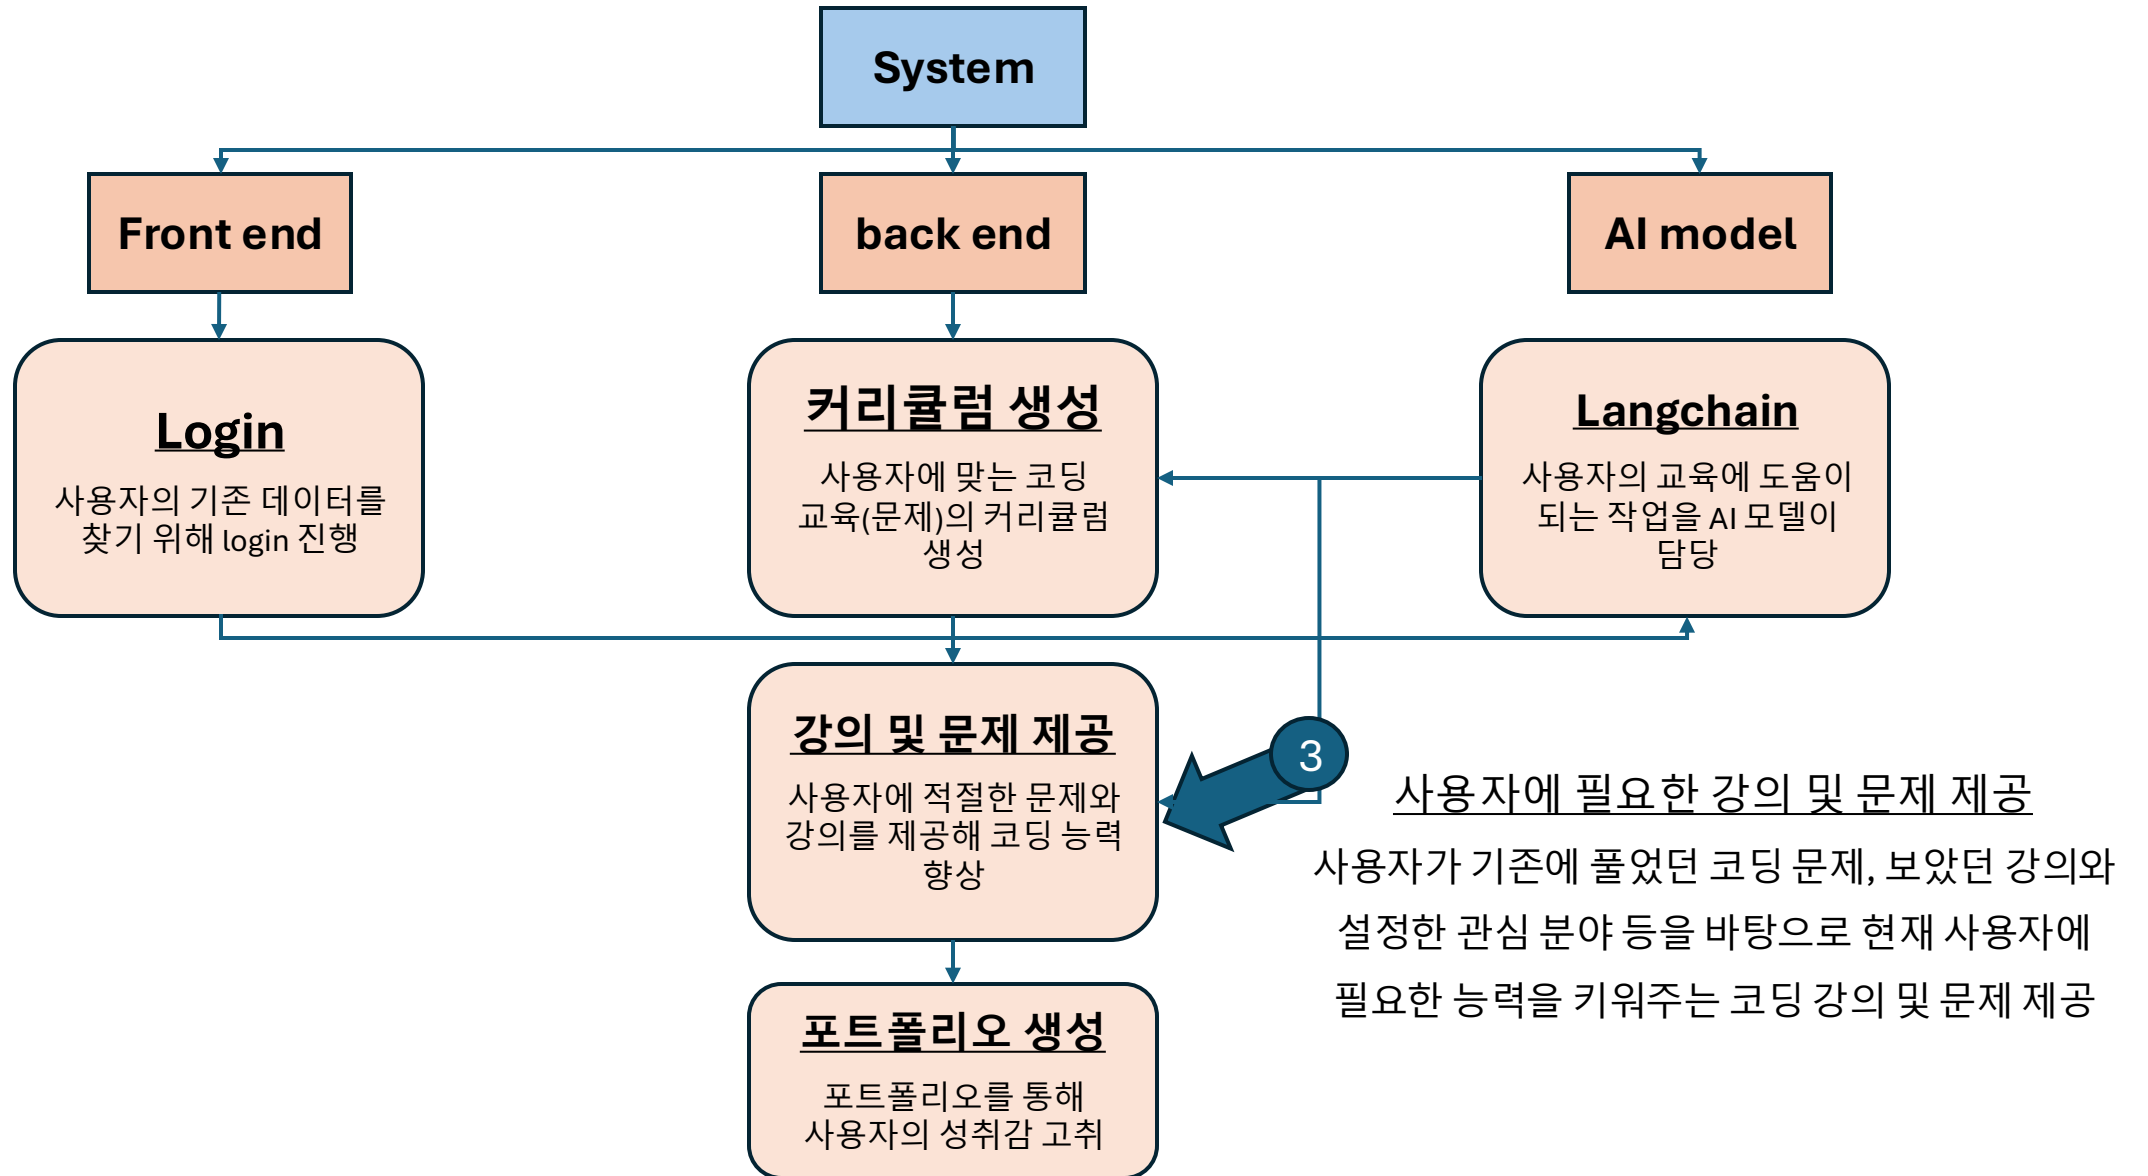 System
Front end
back end
AI model
Login
사용자의 기존 데이터를
찾기 위해 login 진행
커리큘럼 생성
사용자에 맞는 코딩
교육(문제)의 커리큘럼
생성
Langchain
사용자의 교육에 도움이
되는 작업을 AI 모델이
담당
강의 및 문제 제공
사용자에 적절한 문제와
강의를 제공해 코딩 능력
향상
3
사용자에 필요한 강의 및 문제 제공
사용자가 기존에 풀었던 코딩 문제, 보았던 강의와
설정한 관심 분야 등을 바탕으로 현재 사용자에
필요한 능력을 키워주는 코딩 강의 및 문제 제공
포트폴리오 생성
포트폴리오를 통해
사용자의 성취감 고취